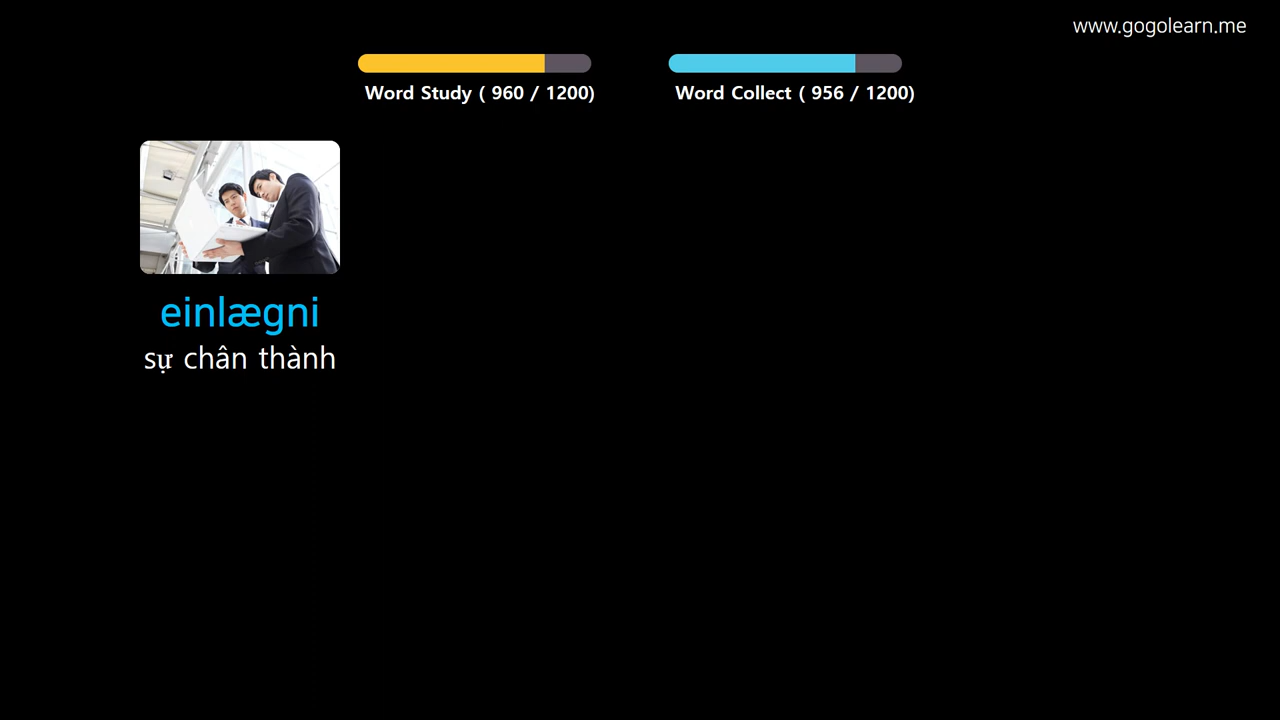 www.gogolearn.me
Word Study ( 960 / 1200)
Word Collect ( 956 / 1200)
einlægni
sự chân thành